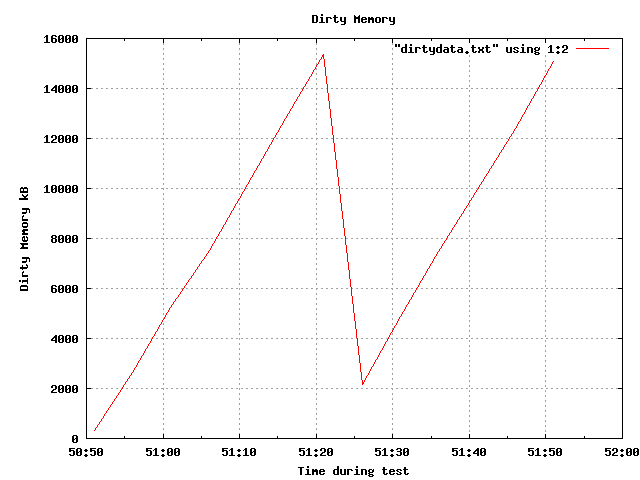 Dirty Memory
"dirtydata.txt" using 1:2
16000
14000
12000
10000
8000
6000
4000
2000
0
Dirty Memory kB
50:50 51:00 51:10 51:20 51:30 51:40 51:50 52:00
Time during test